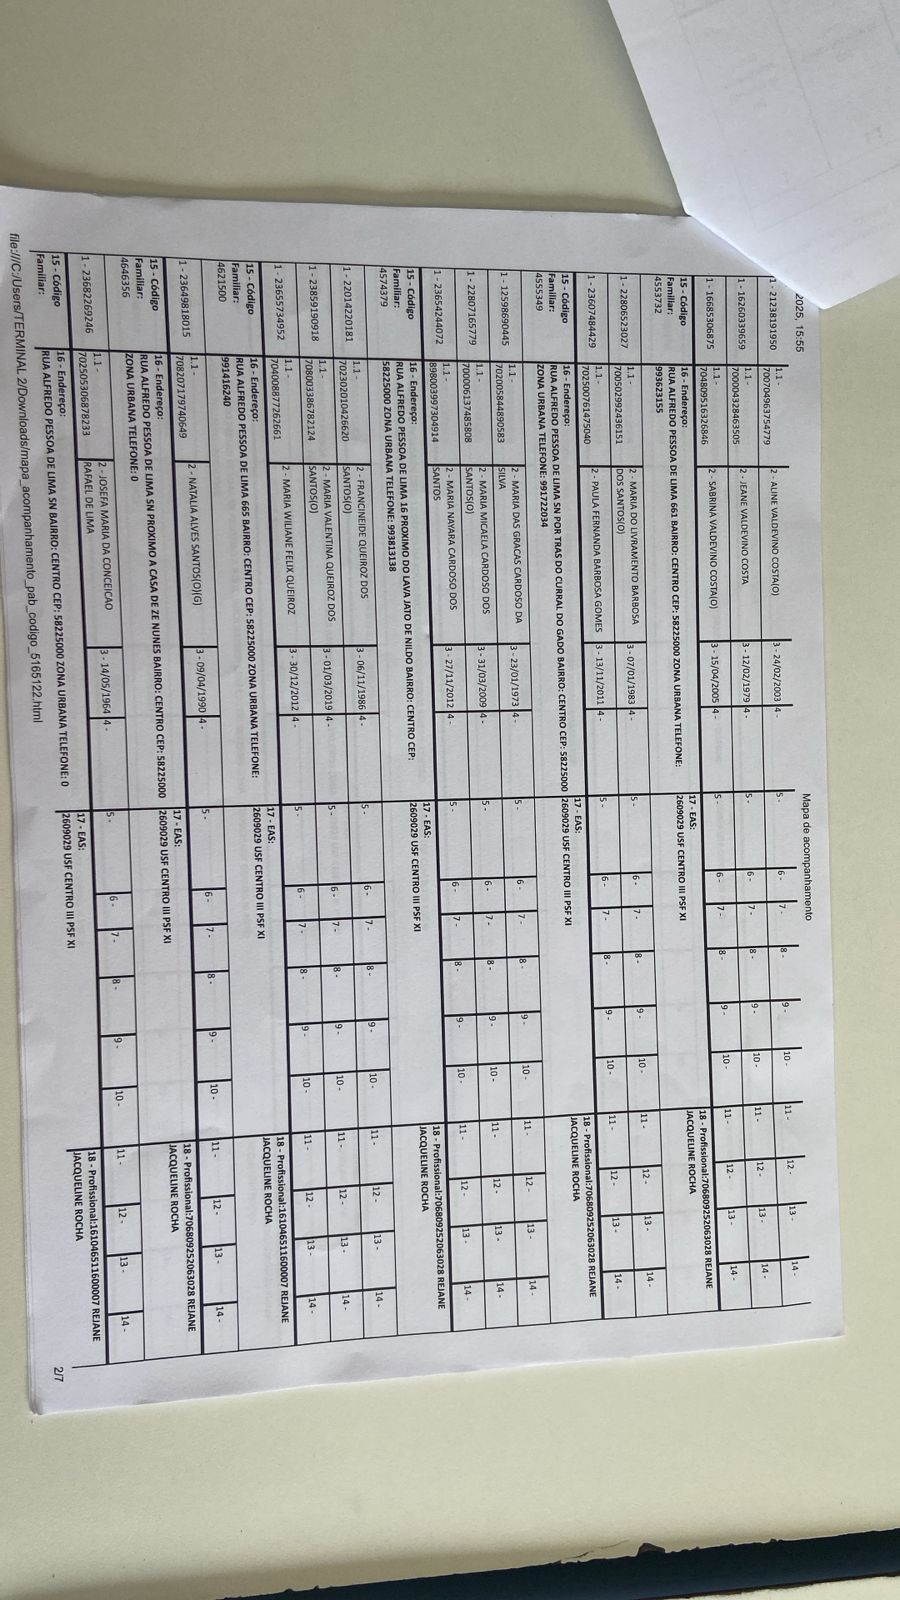 2025, 15:55
Mapa de acompanhamento
1 - 21238191950 1.1 - 700704963754779 2 - ALINE VALDEVINO COSTA(O) 3 - 24/02/2003 4 - 5 - 6 - 7 - 8 - 9 - 10 - 11 - 12 - 13 - 14 -
1 - 16260339659 1.1 - 700004328463505 2 - JEANE VALDEVINO COSTA 3 - 12/02/1979 4 - 5 - 6 - 7 - 8 - 9 - 10 - 11 - 12 - 13 - 14 -
1 - 16685306875 1.1 - 704809516326846 2 - SABRINA VALDEVINO COSTA(O) 3 - 15/04/2005 4 - 5 - 6 - 7 - 8 - 9 - 10 - 11 - 12 - 13 - 14 -
15 - Código Familiar: 4553732
16 - Endereço:
RUA ALFREDO PESSOA DE LIMA 661 BAIRRO: CENTRO CEP: 58225000 ZONA URBANA TELEFONE:
993623155
17 - EAS:
2609029 USF CENTRO III PSF XI
18 - Profissional:706809252063028 REJANE
JACQUELINE ROCHA
1 - 22806523027 1.1 - 700502992436151 2 - MARIA DO LIVRAMENTO BARBOSA DOS SANTOS(O) 3 - 07/01/1983 4 - 5 - 6 - 7 - 8 - 9 - 10 - 11 - 12 - 13 - 14 -
1 - 23607484429 1.1 - 702500761475040 2 - PAULA FERNANDA BARBOSA GOMES 3 - 13/11/2011 4 - 5 - 6 - 7 - 8 - 9 - 10 - 11 - 12 - 13 - 14 -
15 - Código Familiar: 4555349
16 - Endereço:
RUA ALFREDO PESSOA DE LIMA SN POR TRAS DO CURRAL DO GADO BAIRRO: CENTRO CEP: 58225000
ZONA URBANA TELEFONE: 991722034
17 - EAS:
2609029 USF CENTRO III PSF XI
18 - Profissional:706809252063028 REJANE
JACQUELINE ROCHA
1 - 12598690445 1.1 - 702005844890583 2 - MARIA DAS GRACAS CARDOSO DA SILVA 3 - 23/01/1973 4 - 5 - 6 - 7 - 8 - 9 - 10 - 11 - 12 - 13 - 14 -
1 - 22807165779 1.1 - 700006137485808 2 - MARIA MICAELA CARDOSO DOS SANTOS(O) 3 - 31/03/2009 4 - 5 - 6 - 7 - 8 - 9 - 10 - 11 - 12 - 13 - 14 -
1 - 23654244072 1.1 898003997304914 2 - MARIA NAYARA CARDOSO DOS SANTOS 3 - 27/11/2012 4 - 5 - 6 - 7 - 8 - 9 - 10 - 11 - 12 - 13 - 14 -
15 - Código Familiar: 4574379
16 - Endereço:
RUA ALFREDO PESSOA DE LIMA 16 PROXIMO DO LAVA JATO DE NILDO BAIRRO: CENTRO CEP:
58225000 ZONA URBANA TELEFONE: 993813138
17 - EAS:
2609029 USF CENTRO III PSF XI
18 - Profissional:706809252063028 REJANE
JACQUELINE ROCHA
1 - 22014220181 1.1 - 702302010426620 2 - FRANCINEIDE QUEIROZ DOS SANTOS(O) 3 - 06/11/1986 4 - 5 - 6 - 7 - 8 - 9 - 10 - 11 - 12 - 13 - 14 -
1 - 23859190918 1.1 - 708003386782124 2 - MARIA VALENTINA QUEIROZ DOS SANTOS(O) 3 - 01/03/2019 4 - 5 - 6 - 7 - 8 - 9 - 10 - 11 - 12 - 13 - 14 -
1 - 23655734952 1.1 - 704000877262661 2 - MARIA WILIANE FELIX QUEIROZ 3 - 30/12/2012 4 - 5 - 6 - 7 - 8 - 9 - 10 - 11 - 12 - 13 - 14 -
15 - Código Familiar: 4621500
16 - Endereço:
RUA ALFREDO PESSOA DE LIMA 665 BAIRRO: CENTRO CEP: 58225000 ZONA URBANA TELEFONE:
991416240
17 - EAS:
2609029 USF CENTRO III PSF XI
18 - Profissional:161046511600007 REJANE
JACQUELINE ROCHA
1 - 23649818015 1.1 - 708207179740649 2 - NATALIA ALVES SANTOS(O)(G) 3 - 09/04/1990 4 - 5 - 6 - 7 - 8 - 9 - 10 - 11 - 12 - 13 - 14 -
15 - Código Familiar: 4646356
16 - Endereço:
RUA ALFREDO PESSOA DE LIMA SN PROXIMO A CASA DE ZE NUNES BAIRRO: CENTRO CEP: 58225000
ZONA URBANA TELEFONE: 0
17 - EAS:
2609029 USF CENTRO III PSF XI
18 - Profissional:706809252063028 REJANE
JACQUELINE ROCHA
1 - 23682269246 1.1 - 702505306878233 2 - JOSEFA MARIA DA CONCEICAO RAFAEL DE LIMA 3 - 14/05/1964 4 - 5 - 6 - 7 - 8 - 9 - 10 - 11 - 12 - 13 - 14 -
15 - Código Familiar:
16 - Endereço:
RUA ALFREDO PESSOA DE LIMA SN BAIRRO: CENTRO CEP: 58225000 ZONA URBANA TELEFONE: 0
17 - EAS:
2609029 USF CENTRO III PSF XI
18 - Profissional:161046511600007 REJANE
JACQUELINE ROCHA
file:///C:/Users/TERMINAL 2/Downloads/mapa_acompanhamento_pab_codigo_5165122.html
2/7